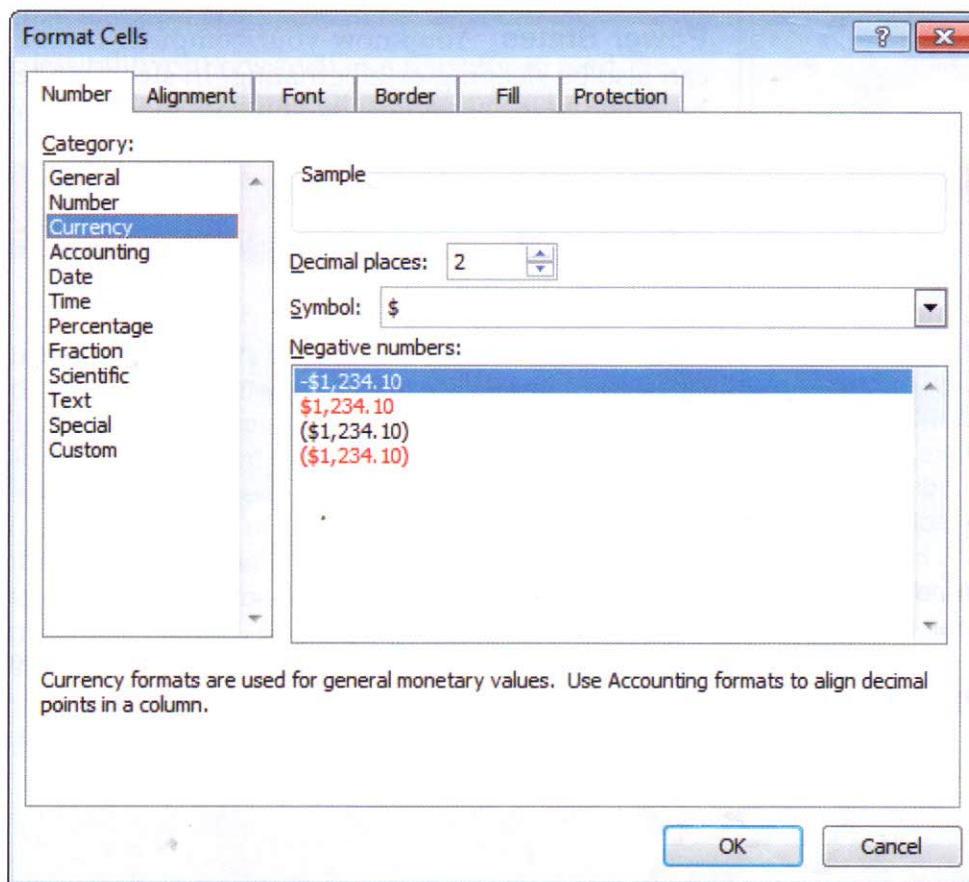 Format Cells
Number Alignment Font Border Fill Protection
Category:
General
Number
Currency
Accounting
Date
Time
Percentage
Fraction
Scientific
Text
Special
Custom
Sample
Decimal places: 2
Symbol: $
Negative numbers:
-$1,234.10
$1,234.10
($1,234.10)
($1,234.10)
Currency formats are used for general monetary values. Use Accounting formats to align decimal
points in a column.
OK Cancel